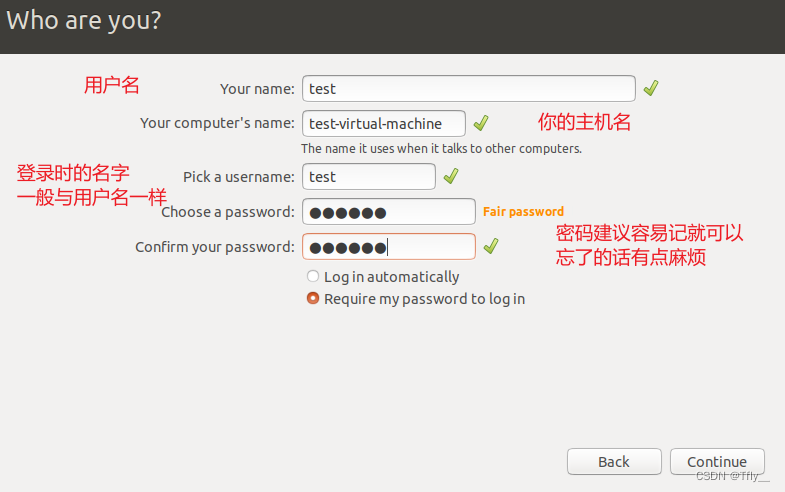 Who are you?
用户名
Your name: test
Your computer's name: test-virtual-machine
你的主机名
The name it uses when it talks to other computers.
登录时的名字
一般与用户名一样
Pick a username: test
Choose a password: ●●●●●● Fair password
密码建议容易记就可以
忘了的话有点麻烦
Confirm your password: ●●●●●●
Log in automatically
Require my password to log in
Back Continue
CSDN @Tfly__